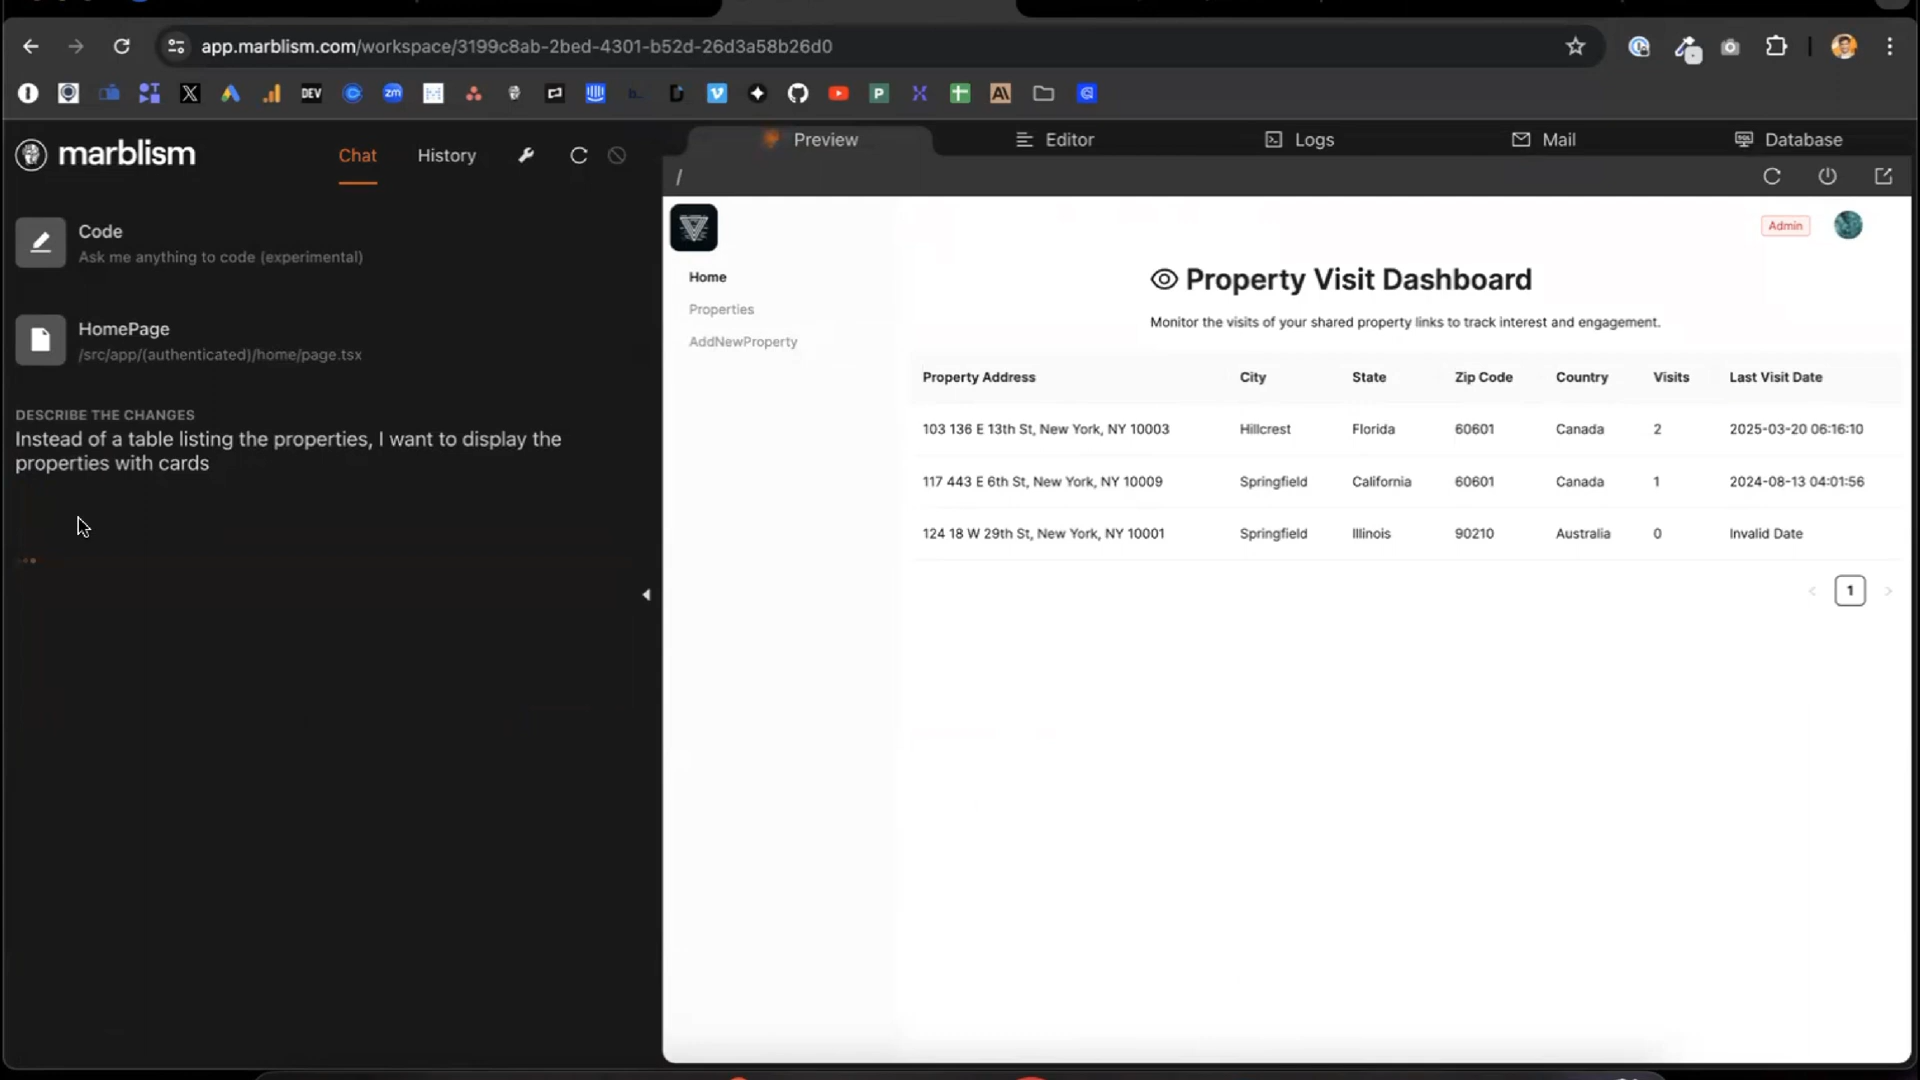 app.marblism.com/workspace/3199c8ab-2bed-4301-b52d-26d3a58b26d0
DEV
zm
marblism
Chat
History
Preview
Editor
Logs
Mail
Database
/
Code
Ask me anything to code (experimental)
HomePage
/src/app/(authenticated)/home/page.tsx
DESCRIBE THE CHANGES
Instead of a table listing the properties, I want to display the
properties with cards
Home
Properties
AddNewProperty
Admin
Property Visit Dashboard
Monitor the visits of your shared property links to track interest and engagement.
Property Address City State Zip Code Country Visits Last Visit Date
103 136 E 13th St, New York, NY 10003 Hillcrest Florida 60601 Canada 2 2025-03-20 06:16:10
117 443 E 6th St, New York, NY 10009 Springfield California 60601 Canada 1 2024-08-13 04:01:56
124 18 W 29th St, New York, NY 10001 Springfield Illinois 90210 Australia 0 Invalid Date
< 1 >